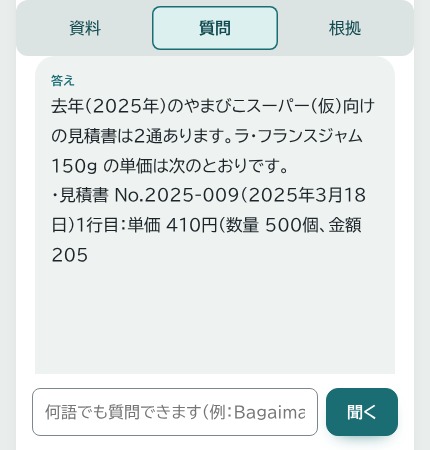 資料
質問
根拠
答え
去年(2025年)のやまびこスーパー(仮)向け
の見積書は2通あります。ラ・フランスジャム
150g の単価は次のとおりです。
・見積書 No.2025-009(2025年3月18
日)1行目:単価 410円(数量 500個、金額
205
何語でも質問できます(例:Bagaima
聞く